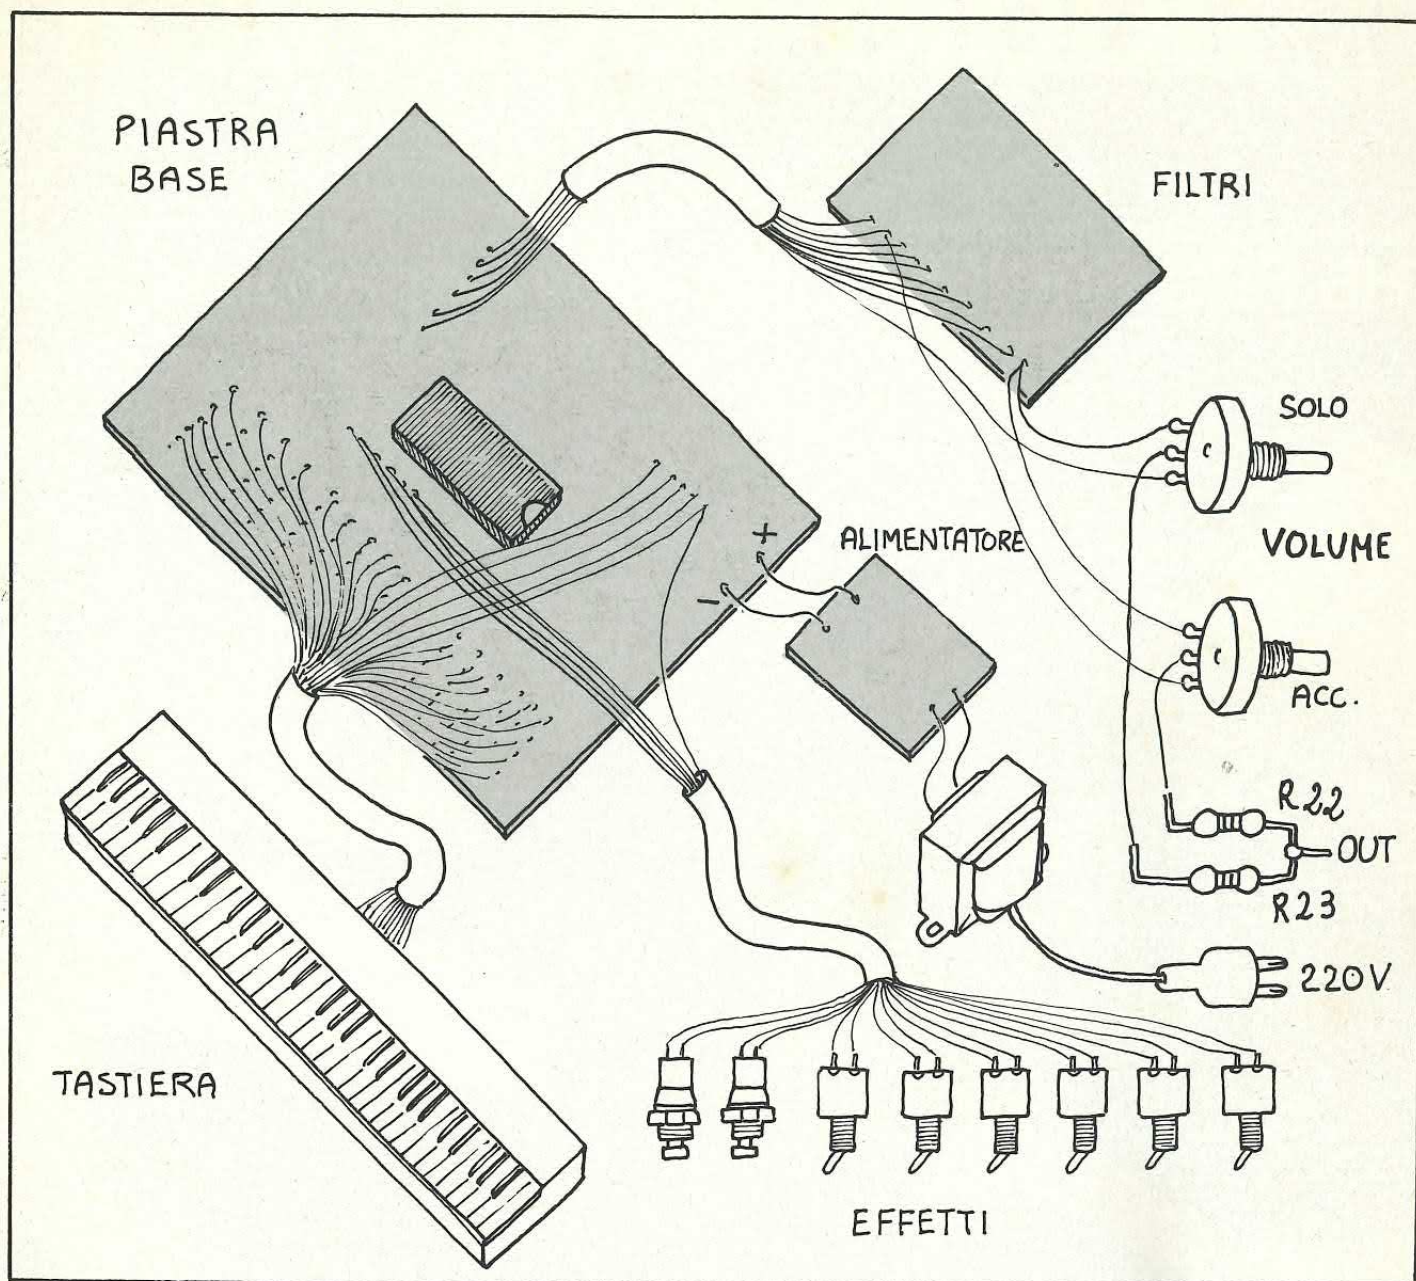 PIASTRA
BASE
FILTRI
SOLO
VOLUME
+
ALIMENTATORE
-
ACC.
R22
OUT
R23
220V
TASTIERA
EFFETTI